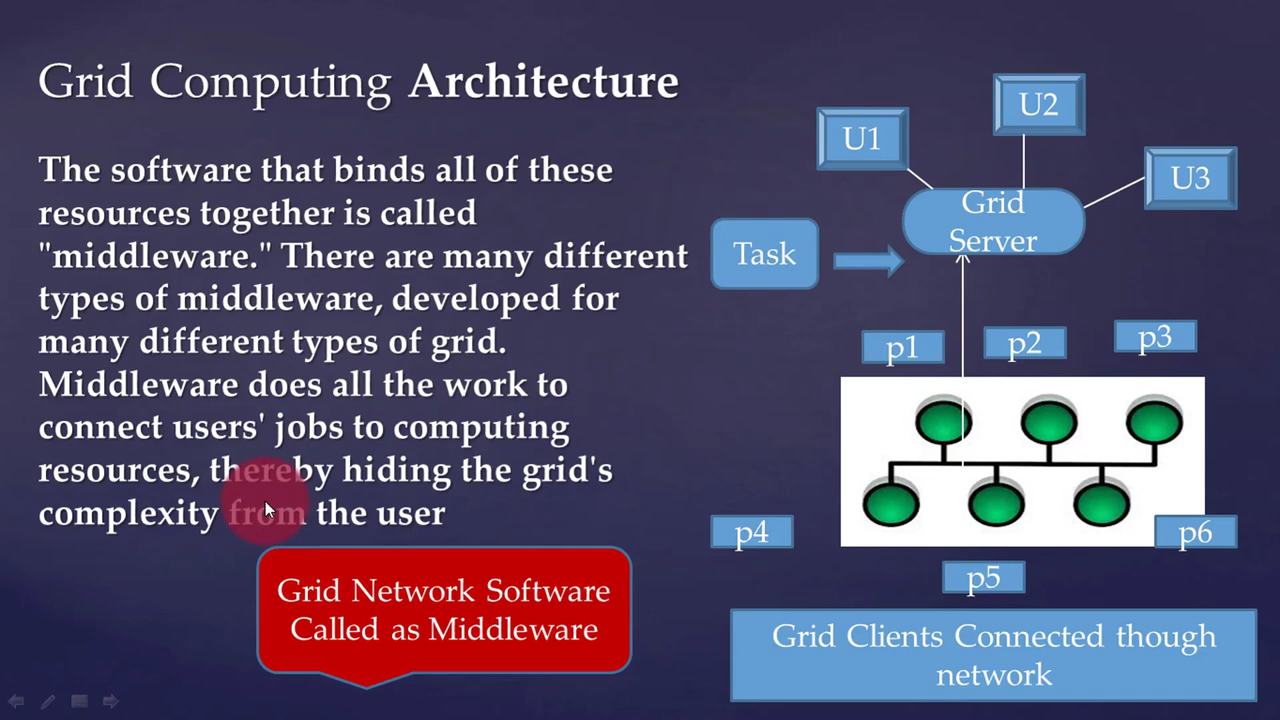 Grid Computing Architecture
The software that binds all of these
resources together is called
"middleware." There are many different
types of middleware, developed for
many different types of grid.
Middleware does all the work to
connect users' jobs to computing
resources, thereby hiding the grid's
complexity from the user
Grid Network Software
Called as Middleware
U1
U2
U3
Grid
Server
Task
p1
p2
p3
p4
p6
p5
Grid Clients Connected though
network